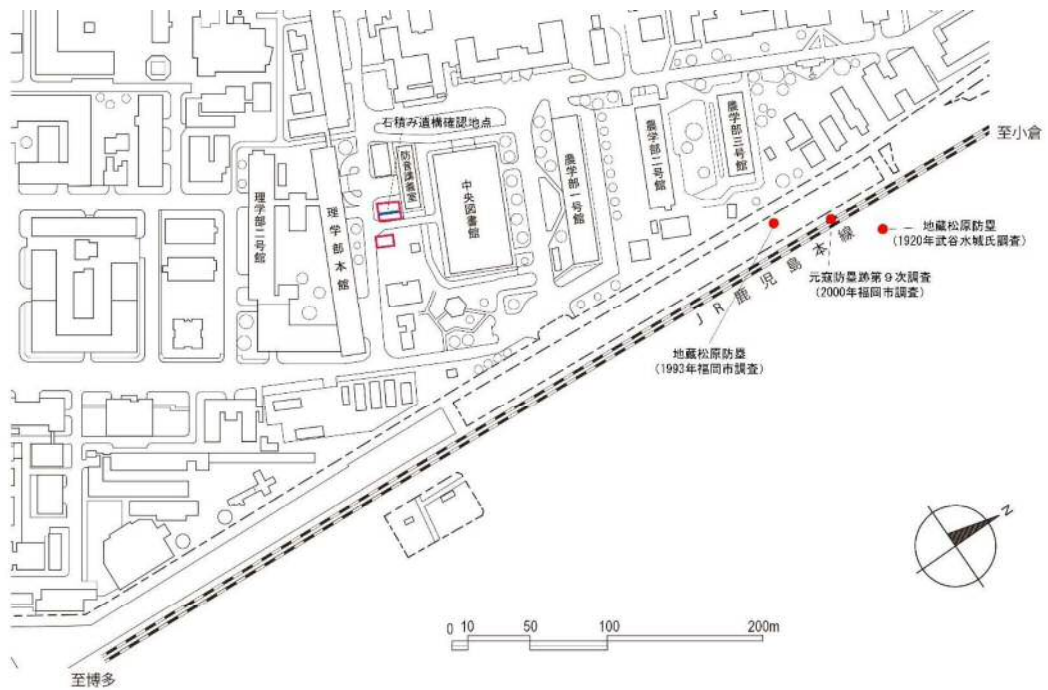 石積み遺構確認地点
防音講義室
中央図書館
理学部本館
理学部二号館
農学部一号館
農学部二号館
農学部三号館
至小倉
地蔵松原防塁
(1920年武谷水城氏調査)
元寇防塁跡第9次調査
(2000年福岡市調査)
JR鹿児島本線
地蔵松原防塁
(1993年福岡市調査)
N
0 10 50 100 200m
至博多